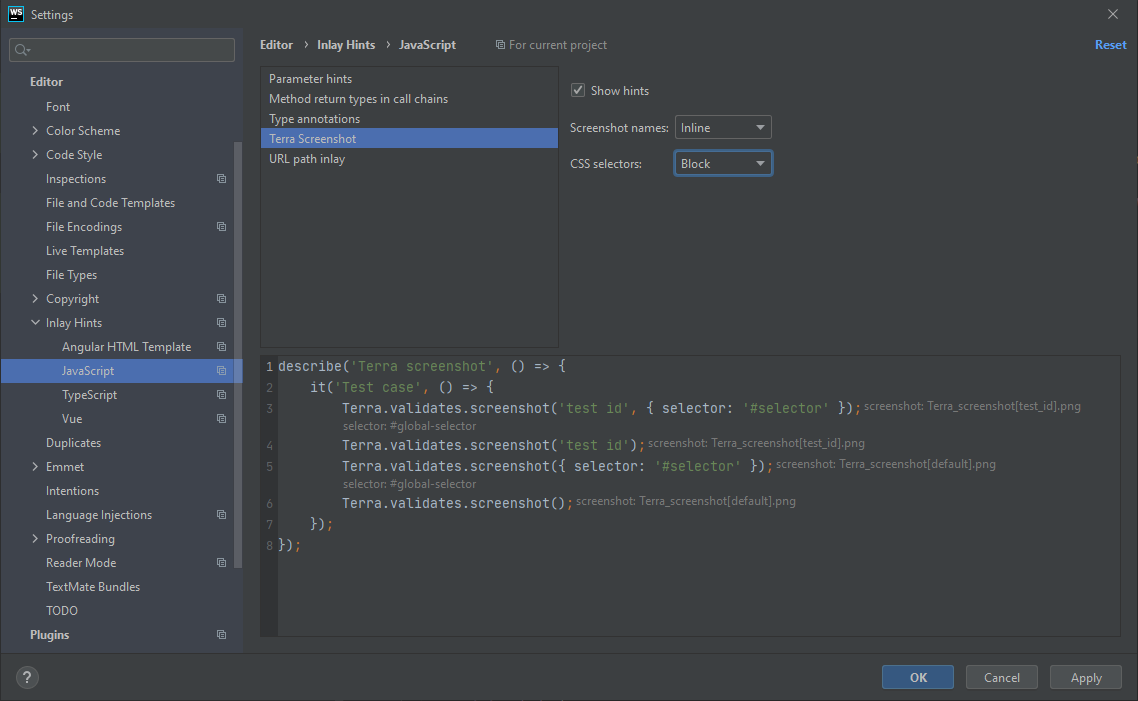 WS Settings
Editor › Inlay Hints › JavaScript For current project Reset
Editor
Font
Color Scheme
Code Style
Inspections
File and Code Templates
File Encodings
Live Templates
File Types
Copyright
Inlay Hints
Angular HTML Template
JavaScript
TypeScript
Vue
Duplicates
Emmet
Intentions
Language Injections
Proofreading
Reader Mode
TextMate Bundles
TODO
Plugins
Parameter hints
Method return types in call chains
Type annotations
Terra Screenshot
URL path inlay
Show hints
Screenshot names: Inline
CSS selectors: Block
1 describe('Terra screenshot', () => {
2 it('Test case', () => {
3 Terra.validates.screenshot('test id', { selector: '#selector' }); screenshot: Terra_screenshot[test_id].png
selector: #global-selector
4 Terra.validates.screenshot('test id'); screenshot: Terra_screenshot[test_id].png
5 Terra.validates.screenshot({ selector: '#selector' }); screenshot: Terra_screenshot[default].png
selector: #global-selector
6 Terra.validates.screenshot(); screenshot: Terra_screenshot[default].png
7 });
8 });
?
OK Cancel Apply